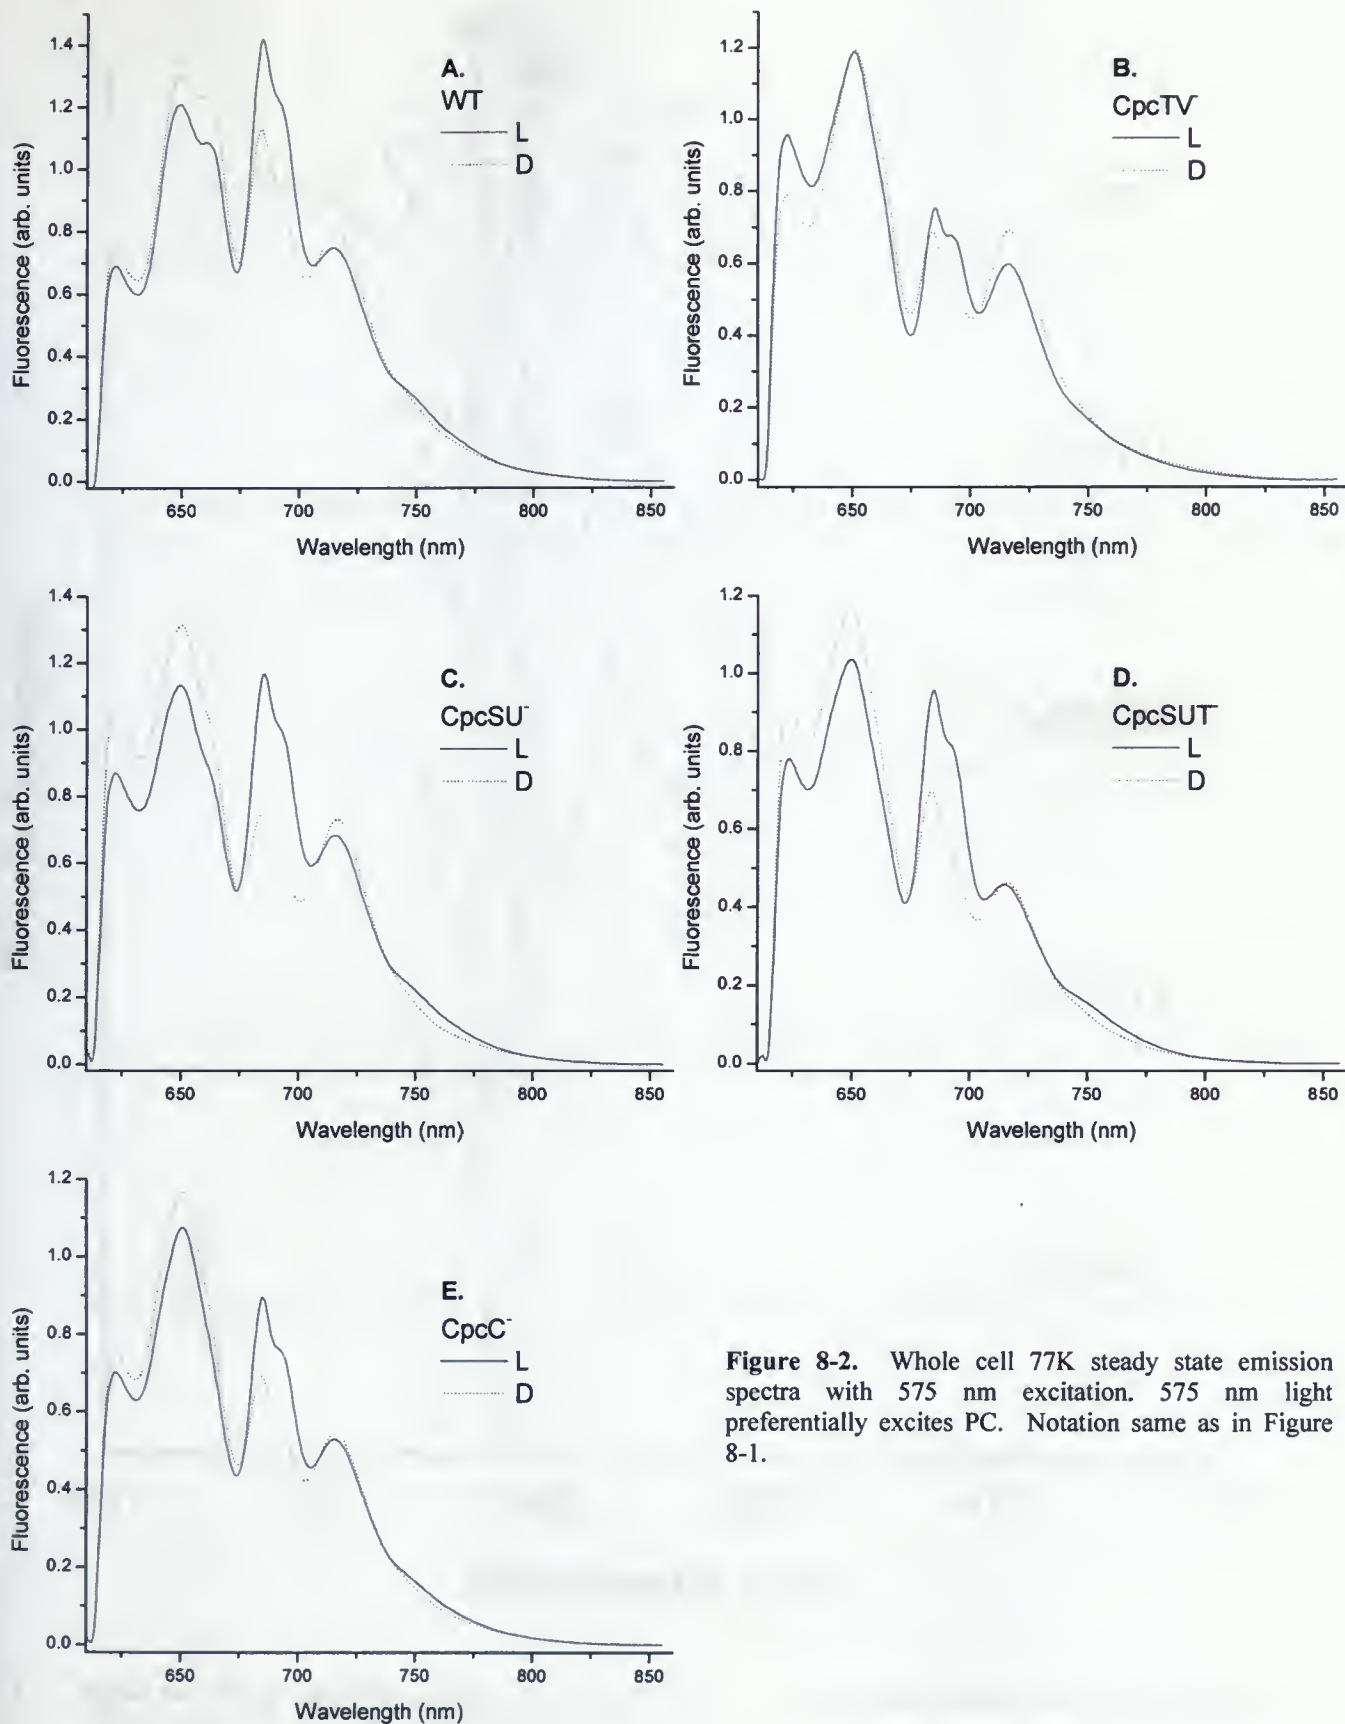 A.
WT
L
D
1.4
1.2
1.0
0.8
0.6
0.4
0.2
0.0
Fluorescence (arb. units)
650
700
750
800
850
Wavelength (nm)
B.
CpcTV⁻
L
D
1.2
1.0
0.8
0.6
0.4
0.2
0.0
Fluorescence (arb. units)
650
700
750
800
850
Wavelength (nm)
C.
CpcSU⁻
L
D
1.4
1.2
1.0
0.8
0.6
0.4
0.2
0.0
Fluorescence (arb. units)
650
700
750
800
850
Wavelength (nm)
D.
CpcSUT⁻
L
D
1.2
1.0
0.8
0.6
0.4
0.2
0.0
Fluorescence (arb. units)
650
700
750
800
850
Wavelength (nm)
E.
CpcC⁻
L
D
1.2
1.0
0.8
0.6
0.4
0.2
0.0
Fluorescence (arb. units)
650
700
750
800
850
Wavelength (nm)
Figure 8-2. Whole cell 77K steady state emission
spectra with 575 nm excitation. 575 nm light
preferentially excites PC. Notation same as in Figure
8-1.